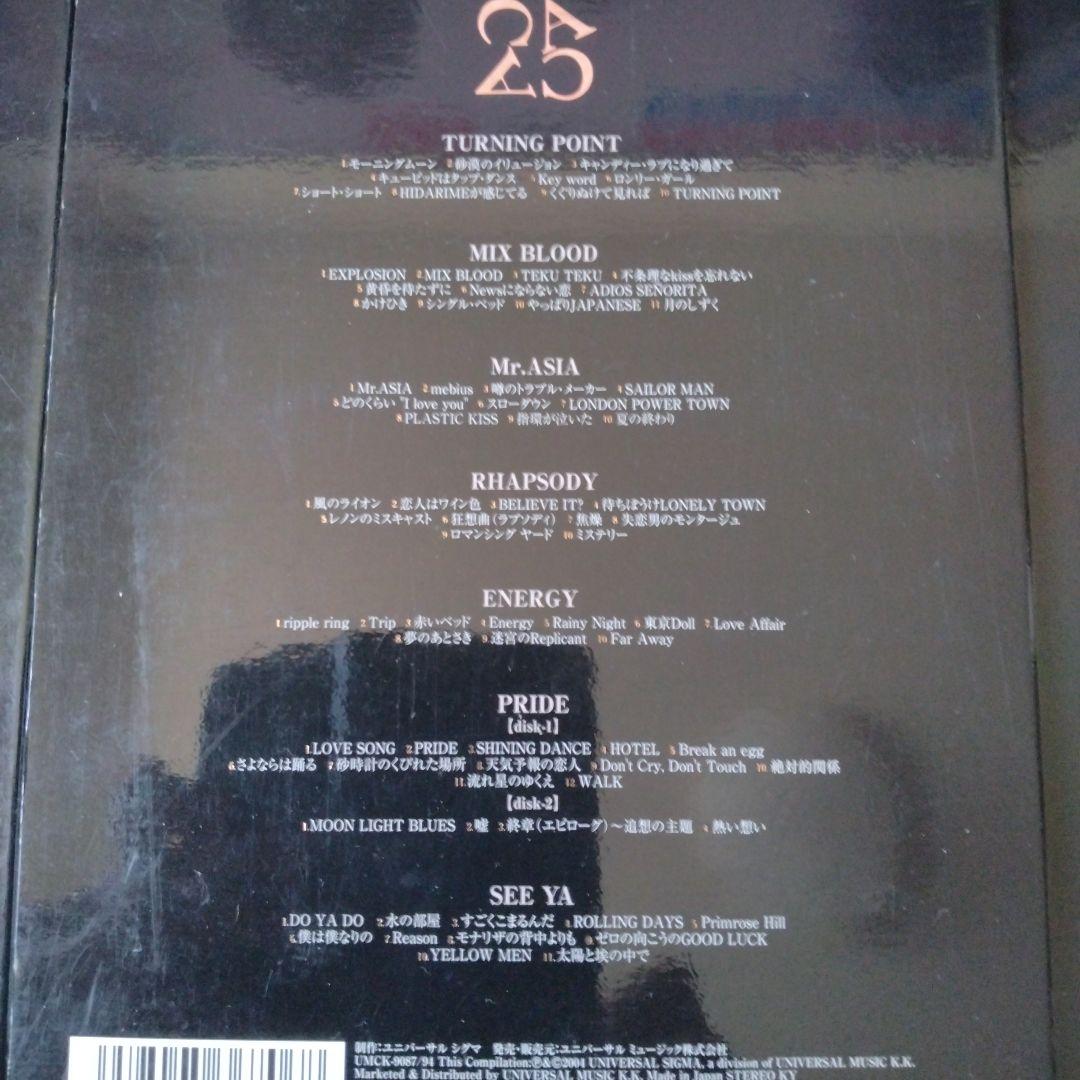 CA 25
TURNING POINT
1.モーニングムーン 2.砂漠のイリュージョン 3.キャンディー・ラブになり過ぎて
4.キューピッドはタップ・ダンス 5.Key word 6.ロンリー・ガール
7.ショート・ショート 8.HIDARIMEが感じてる 9.くぐりぬけて見れば 10.TURNING POINT
MIX BLOOD
1.EXPLOSION 2.MIX BLOOD 3.TEKU TEKU 4.不条理なkissを忘れない
5.黄昏を待たずに 6.Newsにならない恋 7.ADIOS SENORITA
8.かけひき 9.シングル・ベッド 10.やっぱりJAPANESE 11.月のしずく
Mr.ASIA
1.Mr.ASIA 2.mebius 3.噂のトラブル・メーカー 4.SAILOR MAN
5.どのくらい "I love you" 6.スローダウン 7.LONDON POWER TOWN
8.PLASTIC KISS 9.指環が泣いた 10.夏の終わり
RHAPSODY
1.風のライオン 2.恋人はワイン色 3.BELIEVE IT? 4.待ちぼうけLONELY TOWN
5.レノンのミスキャスト 6.狂想曲(ラプソディ) 7.焦燥 8.失恋男のモンタージュ
9.ロマンシング ヤード 10.ミステリー
ENERGY
1.ripple ring 2.Trip 3.赤いベッド 4.Energy 5.Rainy Night 6.東京Doll 7.Love Affair
8.夢のあとさき 9.迷宮のReplicant 10.Far Away
PRIDE
【disk-1】
1.LOVE SONG 2.PRIDE 3.SHINING DANCE 4.HOTEL 5.Break an egg
6.さよならは踊る 7.砂時計のくびれた場所 8.天気予報の恋人 9.Don't Cry, Don't Touch 10.絶対的関係
11.流れ星のゆくえ 12.WALK
【disk-2】
1.MOON LIGHT BLUES 2.嘘 3.終章(エピローグ)~追想の主題 4.熱い想い
SEE YA
1.DO YA DO 2.水の部屋 3.すごくこまるんだ 4.ROLLING DAYS 5.Primrose Hill
6.僕は僕なりの 7.Reason 8.モナリザの背中よりも 9.ゼロの向こうのGOOD LUCK
10.YELLOW MEN 11.太陽と埃の中で
制作:ユニバーサル シグマ 発売・販売元:ユニバーサル ミュージック株式会社
UMCK-9087/94 This Compilation:℗&©2004 UNIVERSAL SIGMA, a division of UNIVERSAL MUSIC K.K.
Marketed & Distributed by UNIVERSAL MUSIC K.K. Made in Japan STEREO KY